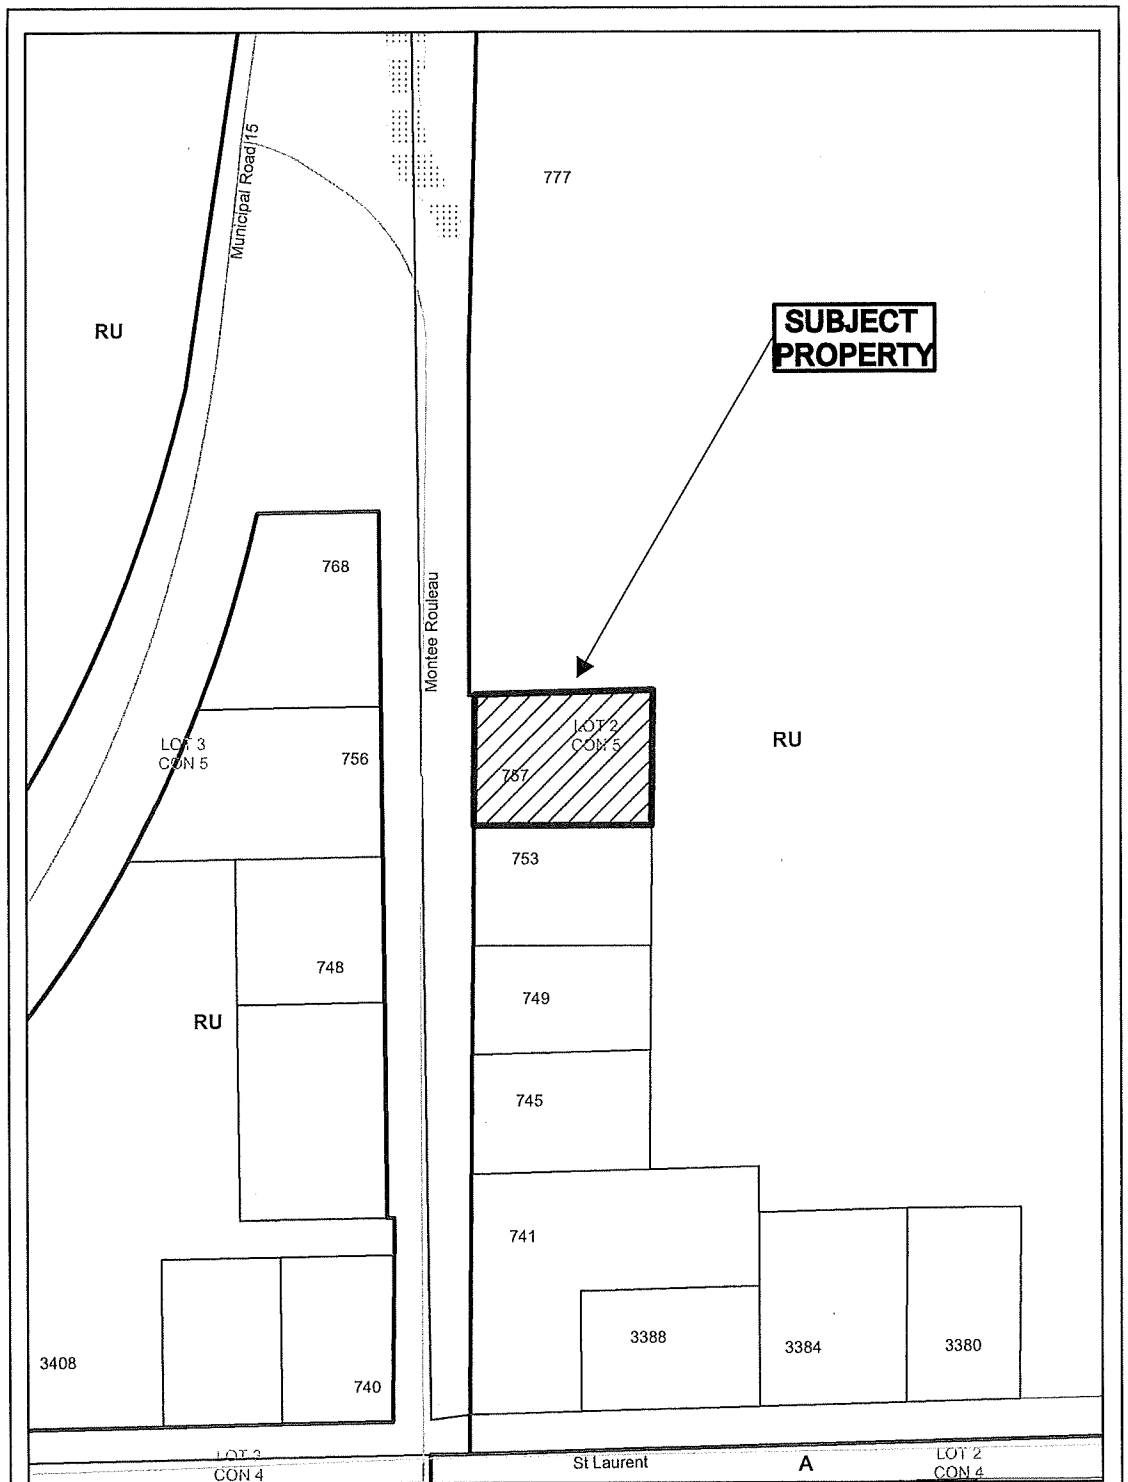 Municipal Road 15
777
RU
SUBJECT
PROPERTY
768
Montee Rouleau
LOT 3
CON 5
756
LOT 2
CON 5
757
RU
753
748
749
RU
745
741
3388
3384
3380
3408
740
LOT 3
CON 4
St Laurent
A
LOT 2
CON 4